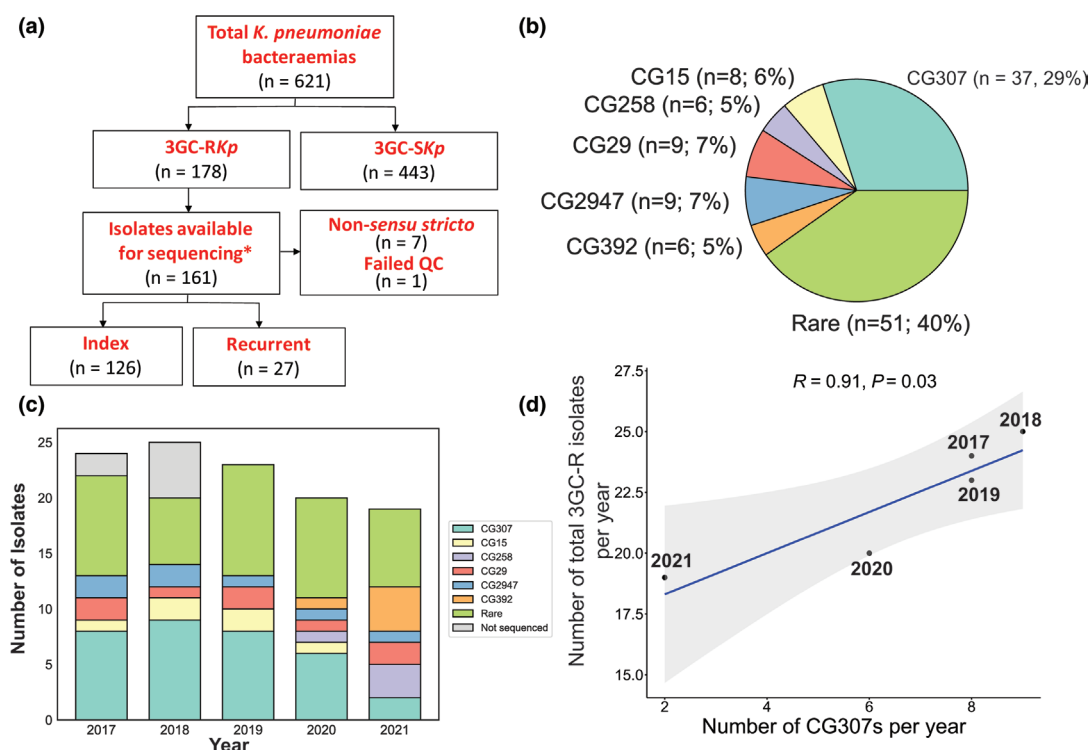 (a)
Total K. pneumoniae
bacteraemias
(n = 621)
3GC-RKp
(n = 178)
3GC-SKp
(n = 443)
Isolates available
for sequencing*
(n = 161)
Non-sensu stricto
(n = 7)
Failed QC
(n = 1)
Index
(n = 126)
Recurrent
(n = 27)
(b)
CG15 (n=8; 6%)
CG307 (n = 37, 29%)
CG258 (n=6; 5%)
CG29 (n=9; 7%)
CG2947 (n=9; 7%)
CG392 (n=6; 5%)
Rare (n=51; 40%)
(c)
Number of Isolates
25
20
15
10
5
0
2017
2018
2019
2020
2021
Year
CG307
CG15
CG258
CG29
CG2947
CG392
Rare
Not sequenced
(d)
R = 0.91, P = 0.03
Number of total 3GC-R isolates
per year
27.5
25.0
22.5
20.0
17.5
15.0
2018
2017
2019
2020
2021
2
4
6
8
Number of CG307s per year